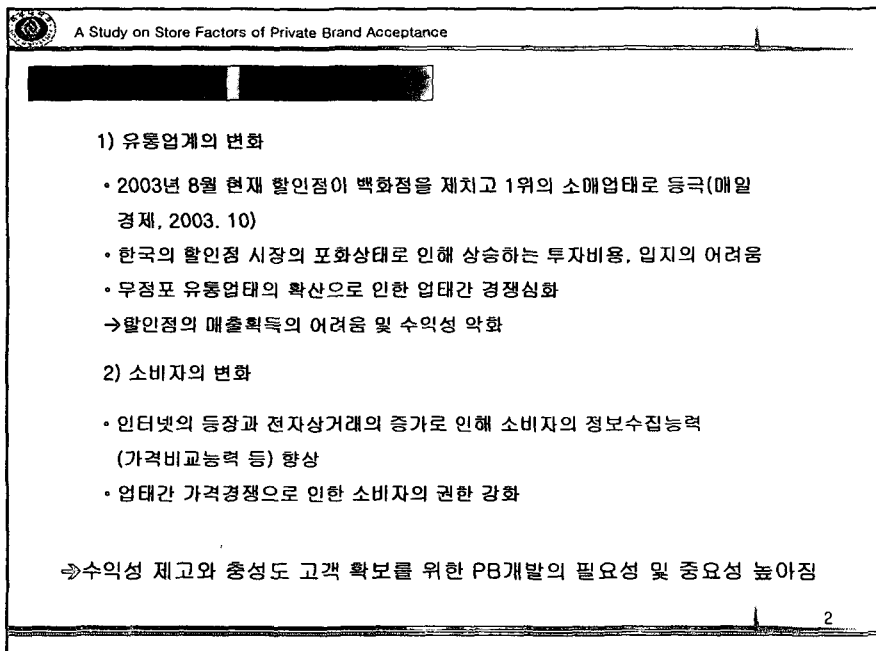 A Study on Store Factors of Private Brand Acceptance
1) 유통업계의 변화
• 2003년 8월 현재 할인점이 백화점을 제치고 1위의 소매업태로 등극(매일
경제, 2003. 10)
• 한국의 할인점 시장의 포화상태로 인해 상승하는 투자비용, 입지의 어려움
• 무점포 유통업태의 확산으로 인한 업태간 경쟁심화
→할인점의 매출획득의 어려움 및 수익성 악화
2) 소비자의 변화
• 인터넷의 등장과 전자상거래의 증가로 인해 소비자의 정보수집능력
(가격비교능력 등) 향상
• 업태간 가격경쟁으로 인한 소비자의 권한 강화
➾수익성 제고와 충성도 고객 확보를 위한 PB개발의 필요성 및 중요성 높아짐
2